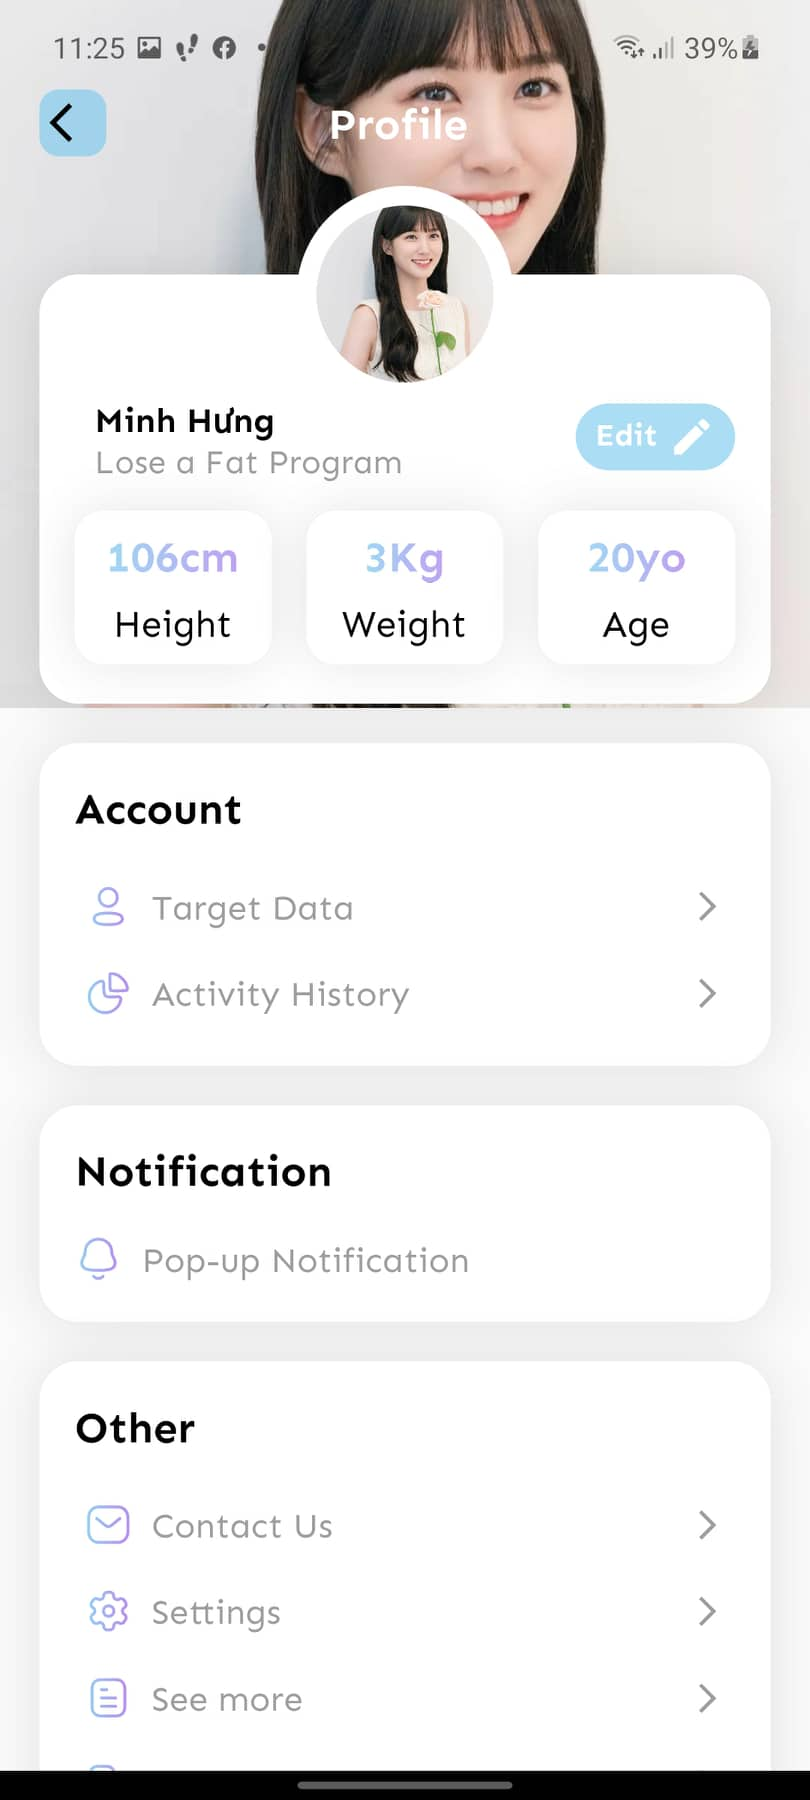 11:25
39%
Profile
Minh Hưng
Lose a Fat Program
Edit
106cm
3Kg
20yo
Height
Weight
Age
Account
Target Data
Activity History
Notification
Pop-up Notification
Other
Contact Us
Settings
See more